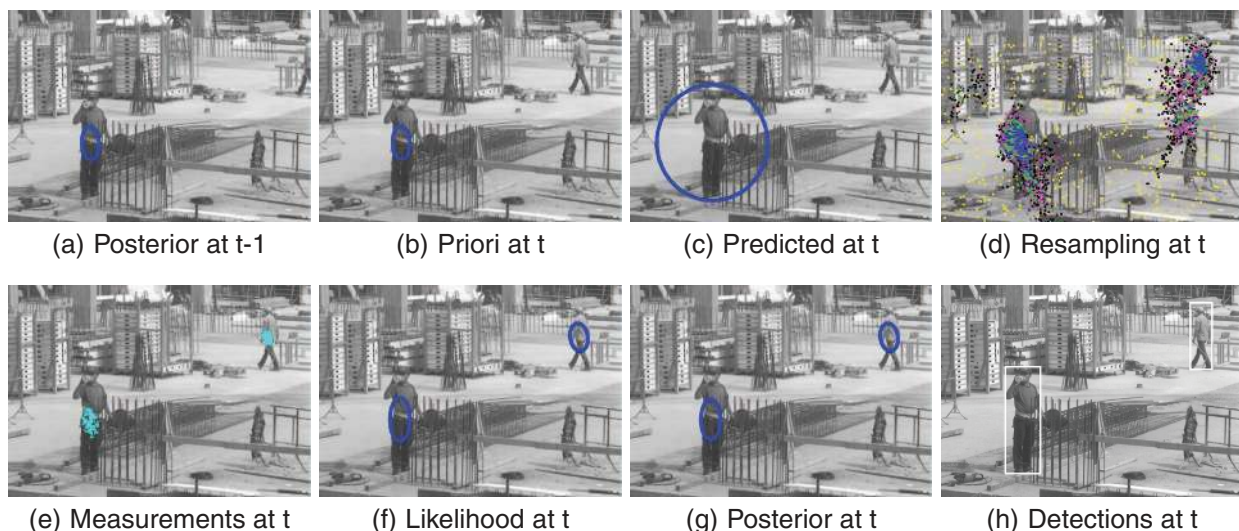 (a) Posterior at t-1
(b) Priori at t
(c) Predicted at t
(d) Resampling at t
(e) Measurements at t
(f) Likelihood at t
(g) Posterior at t
(h) Detections at t